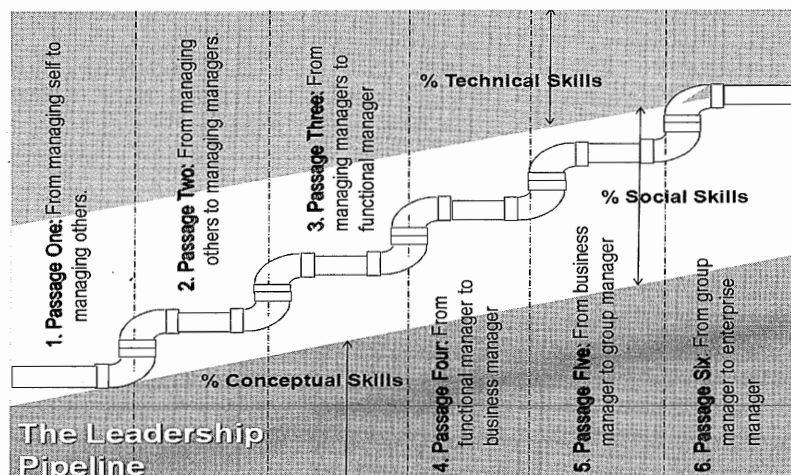 1. Passage One: From managing self to
managing others.
2. Passage Two: From managing
others to managing managers.
3. Passage Three: From
managing managers to
functional manager
% Technical Skills
% Social Skills
% Conceptual Skills
4. Passage Four: From
functional manager to
business manager
5. Passage Five: From business
manager to group manager
6. Passage Six: From group
manager to enterprise
manager
The Leadership
Pipeline